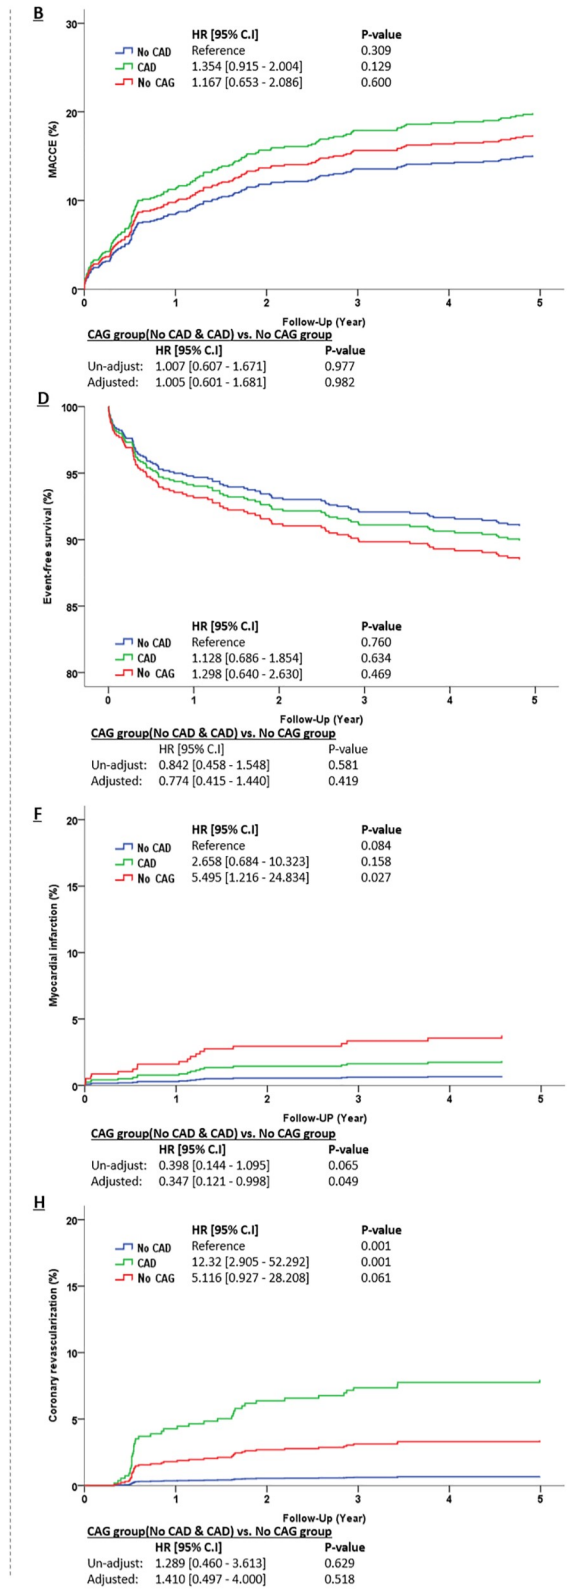 B
HR [95% C.I] P-value
No CAD Reference 0.309
CAD 1.354 [0.915 - 2.004] 0.129
No CAG 1.167 [0.653 - 2.086] 0.600
MACCE (%)
30
20
10
0
0 1 2 3 4 5
Follow-Up (Year)
CAG group(No CAD & CAD) vs. No CAG group
HR [95% C.I] P-value
Un-adjust: 1.007 [0.607 - 1.671] 0.977
Adjusted: 1.005 [0.601 - 1.681] 0.982
D
Event-free survival (%)
100
95
90
85
80
HR [95% C.I] P-value
No CAD Reference 0.760
CAD 1.128 [0.686 - 1.854] 0.634
No CAG 1.298 [0.640 - 2.630] 0.469
0 1 2 3 4 5
Follow-Up (Year)
CAG group(No CAD & CAD) vs. No CAG group
HR [95% C.I] P-value
Un-adjust: 0.842 [0.458 - 1.548] 0.581
Adjusted: 0.774 [0.415 - 1.440] 0.419
F
HR [95% C.I] P-value
No CAD Reference 0.084
CAD 2.658 [0.684 - 10.323] 0.158
No CAG 5.495 [1.216 - 24.834] 0.027
Myocardial infarction (%)
20
15
10
5
0
0 1 2 3 4 5
Follow-UP (Year)
CAG group(No CAD & CAD) vs. No CAG group
HR [95% C.I] P-value
Un-adjust: 0.398 [0.144 - 1.095] 0.065
Adjusted: 0.347 [0.121 - 0.998] 0.049
H
HR [95% C.I] P-value
No CAD Reference 0.001
CAD 12.32 [2.905 - 52.292] 0.001
No CAG 5.116 [0.927 - 28.208] 0.061
Coronary revascularization (%)
20
15
10
5
0
0 1 2 3 4 5
Follow-Up (Year)
CAG group(No CAD & CAD) vs. No CAG group
HR [95% C.I] P-value
Un-adjust: 1.289 [0.460 - 3.613] 0.629
Adjusted: 1.410 [0.497 - 4.000] 0.518